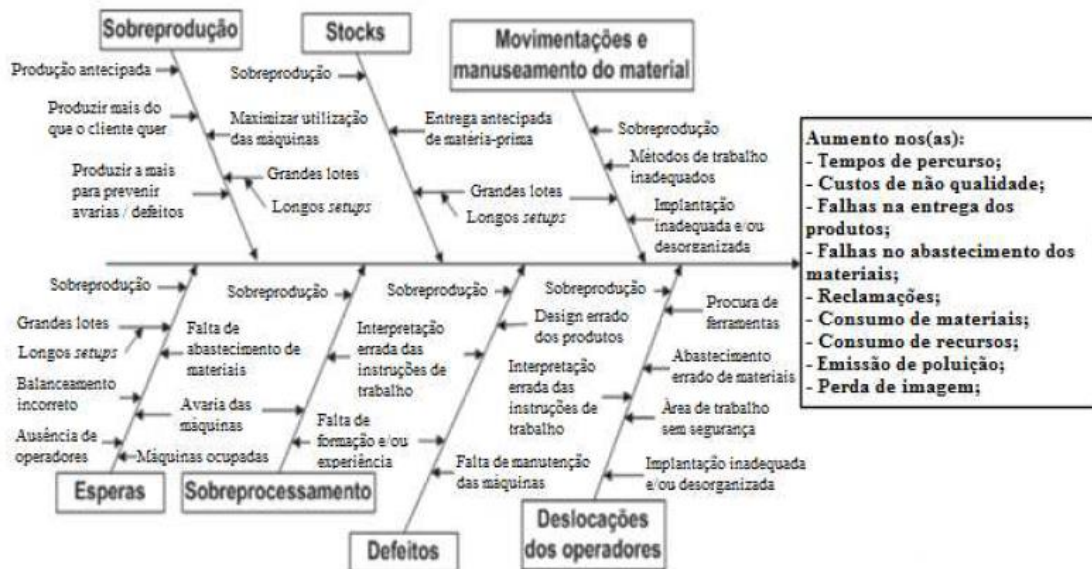 Sobreprodução
Stocks
Movimentações e
manuseamento do material
Produção antecipada
Produzir mais do
que o cliente quer
Maximizar utilização
das máquinas
Produzir a mais
para prevenir
avarias / defeitos
Grandes lotes
Longos setups
Sobreprodução
Entrega antecipada
de matéria-prima
Grandes lotes
Longos setups
Sobreprodução
Métodos de trabalho
inadequados
Implantação
inadequada e/ou
desorganizada
Aumento nos(as):
- Tempos de percurso;
- Custos de não qualidade;
- Falhas na entrega dos
produtos;
- Falhas no abastecimento dos
materiais;
- Reclamações;
- Consumo de materiais;
- Consumo de recursos;
- Emissão de poluição;
- Perda de imagem;
Sobreprodução
Grandes lotes
Longos setups
Falta de
abastecimento de
materiais
Balanceamento
incorreto
Avaria das
máquinas
Ausência de
operadores
Máquinas ocupadas
Esperas
Sobreprodução
Interpretação
errada das
instruções de
trabalho
Falta de
formação e/ou
experiência
Sobreprocessamento
Sobreprodução
Design errado
dos produtos
Falta de manutenção
das máquinas
Defeitos
Sobreprodução
Procura de
ferramentas
Interpretação
errada das
instruções de
trabalho
Abastecimento
errado de materiais
Àrea de trabalho
sem segurança
Implantação inadequada
e/ou desorganizada
Deslocações
dos operadores